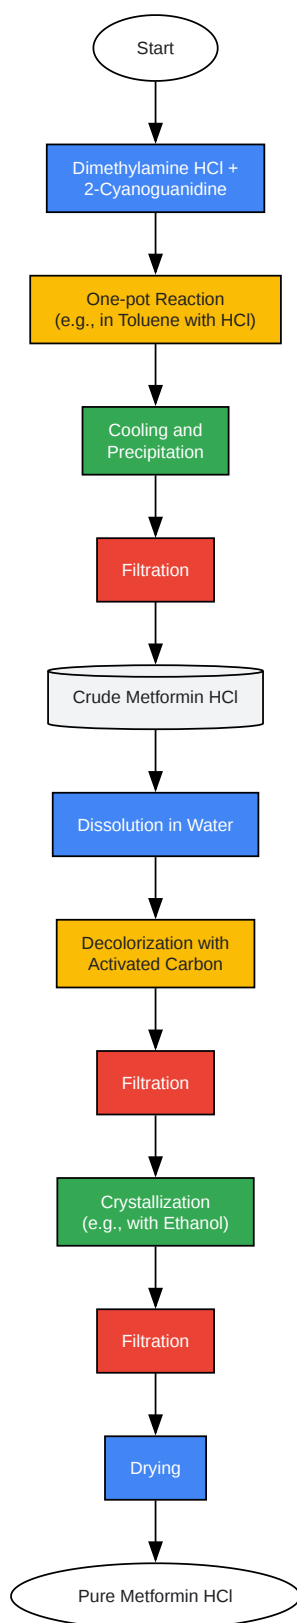 Start
Dimethylamine HCl +
2-Cyanoguanidine
One-pot Reaction
(e.g., in Toluene with HCl)
Cooling and
Precipitation
Filtration
Crude Metformin HCl
Dissolution in Water
Decolorization with
Activated Carbon
Filtration
Crystallization
(e.g., with Ethanol)
Filtration
Drying
Pure Metformin HCl